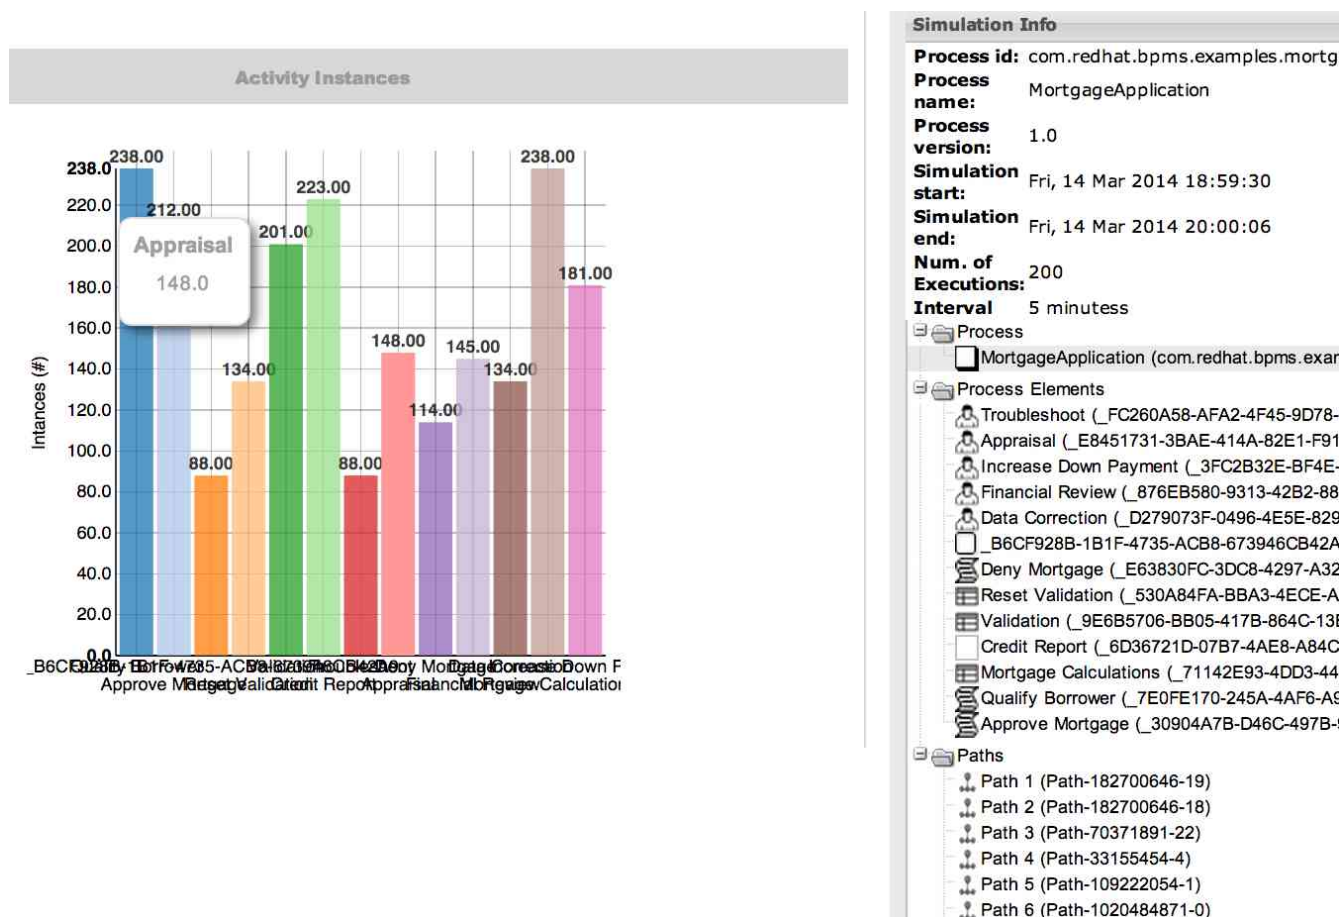 Activity Instances
238.00
238.0
212.00
223.00
238.00
220.0
201.00
200.0
Appraisal
148.0
181.00
180.0
160.0
148.00
145.00
140.0
134.00
134.00
120.0
114.00
100.0
88.00
88.00
80.0
60.0
40.0
20.0
0.0
Intances (#)
Approve
Appraisal
Calculation
Simulation Info
Process id: com.redhat.bpms.examples.mortg
Process name: MortgageApplication
Process version: 1.0
Simulation start: Fri, 14 Mar 2014 18:59:30
Simulation end: Fri, 14 Mar 2014 20:00:06
Num. of Executions: 200
Interval 5 minutess
Process
MortgageApplication (com.redhat.bpms.exar
Process Elements
Troubleshoot (_FC260A58-AFA2-4F45-9D78-
Appraisal (_E8451731-3BAE-414A-82E1-F91
Increase Down Payment (_3FC2B32E-BF4E-
Financial Review (_876EB580-9313-42B2-88
Data Correction (_D279073F-0496-4E5E-829
_B6CF928B-1B1F-4735-ACB8-673946CB42A
Deny Mortgage (_E63830FC-3DC8-4297-A32
Reset Validation (_530A84FA-BBA3-4ECE-A
Validation (_9E6B5706-BB05-417B-864C-13E
Credit Report (_6D36721D-07B7-4AE8-A84C
Mortgage Calculations (_71142E93-4DD3-44
Qualify Borrower (_7E0FE170-245A-4AF6-A9
Approve Mortgage (_30904A7B-D46C-497B-
Paths
Path 1 (Path-182700646-19)
Path 2 (Path-182700646-18)
Path 3 (Path-70371891-22)
Path 4 (Path-33155454-4)
Path 5 (Path-109222054-1)
Path 6 (Path-1020484871-0)